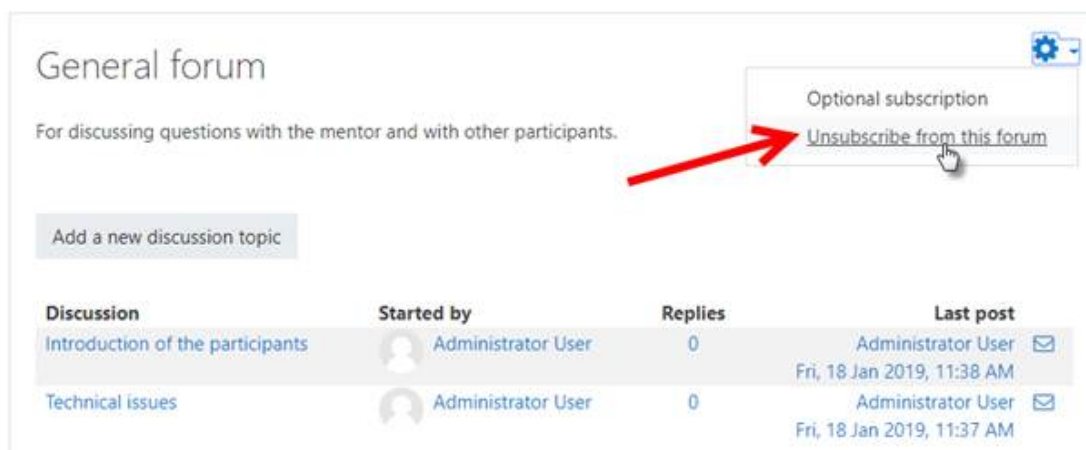 General forum
Optional subscription
For discussing questions with the mentor and with other participants.
Unsubscribe from this forum
Add a new discussion topic
Discussion Started by Replies Last post
Introduction of the participants Administrator User 0 Administrator User
Fri, 18 Jan 2019, 11:38 AM
Technical issues Administrator User 0 Administrator User
Fri, 18 Jan 2019, 11:37 AM